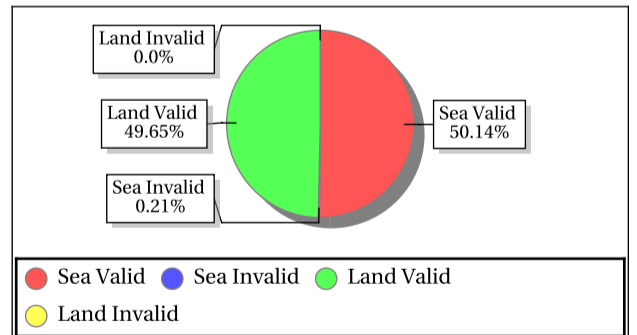 Land Invalid
0.0%
Land Valid
49.65%
Sea Valid
50.14%
Sea Invalid
0.21%
Sea Valid Sea Invalid Land Valid
Land Invalid